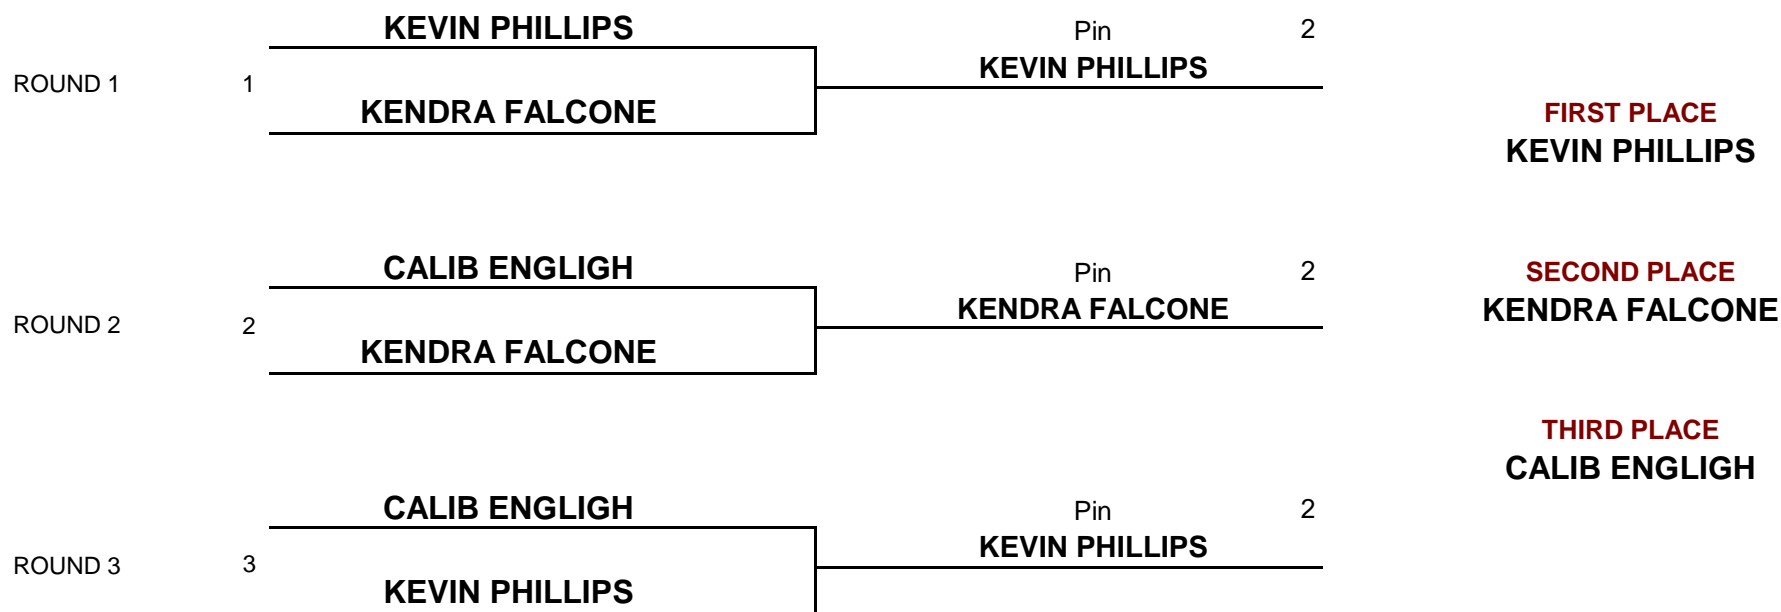 KEVIN PHILLIPS
Pin 2
ROUND 1 1
KEVIN PHILLIPS
KENDRA FALCONE
FIRST PLACE
KEVIN PHILLIPS
CALIB ENGLIGH
Pin 2
SECOND PLACE
ROUND 2 2
KENDRA FALCONE
KENDRA FALCONE
KENDRA FALCONE
THIRD PLACE
CALIB ENGLIGH
CALIB ENGLIGH
Pin 2
ROUND 3 3
KEVIN PHILLIPS
KEVIN PHILLIPS